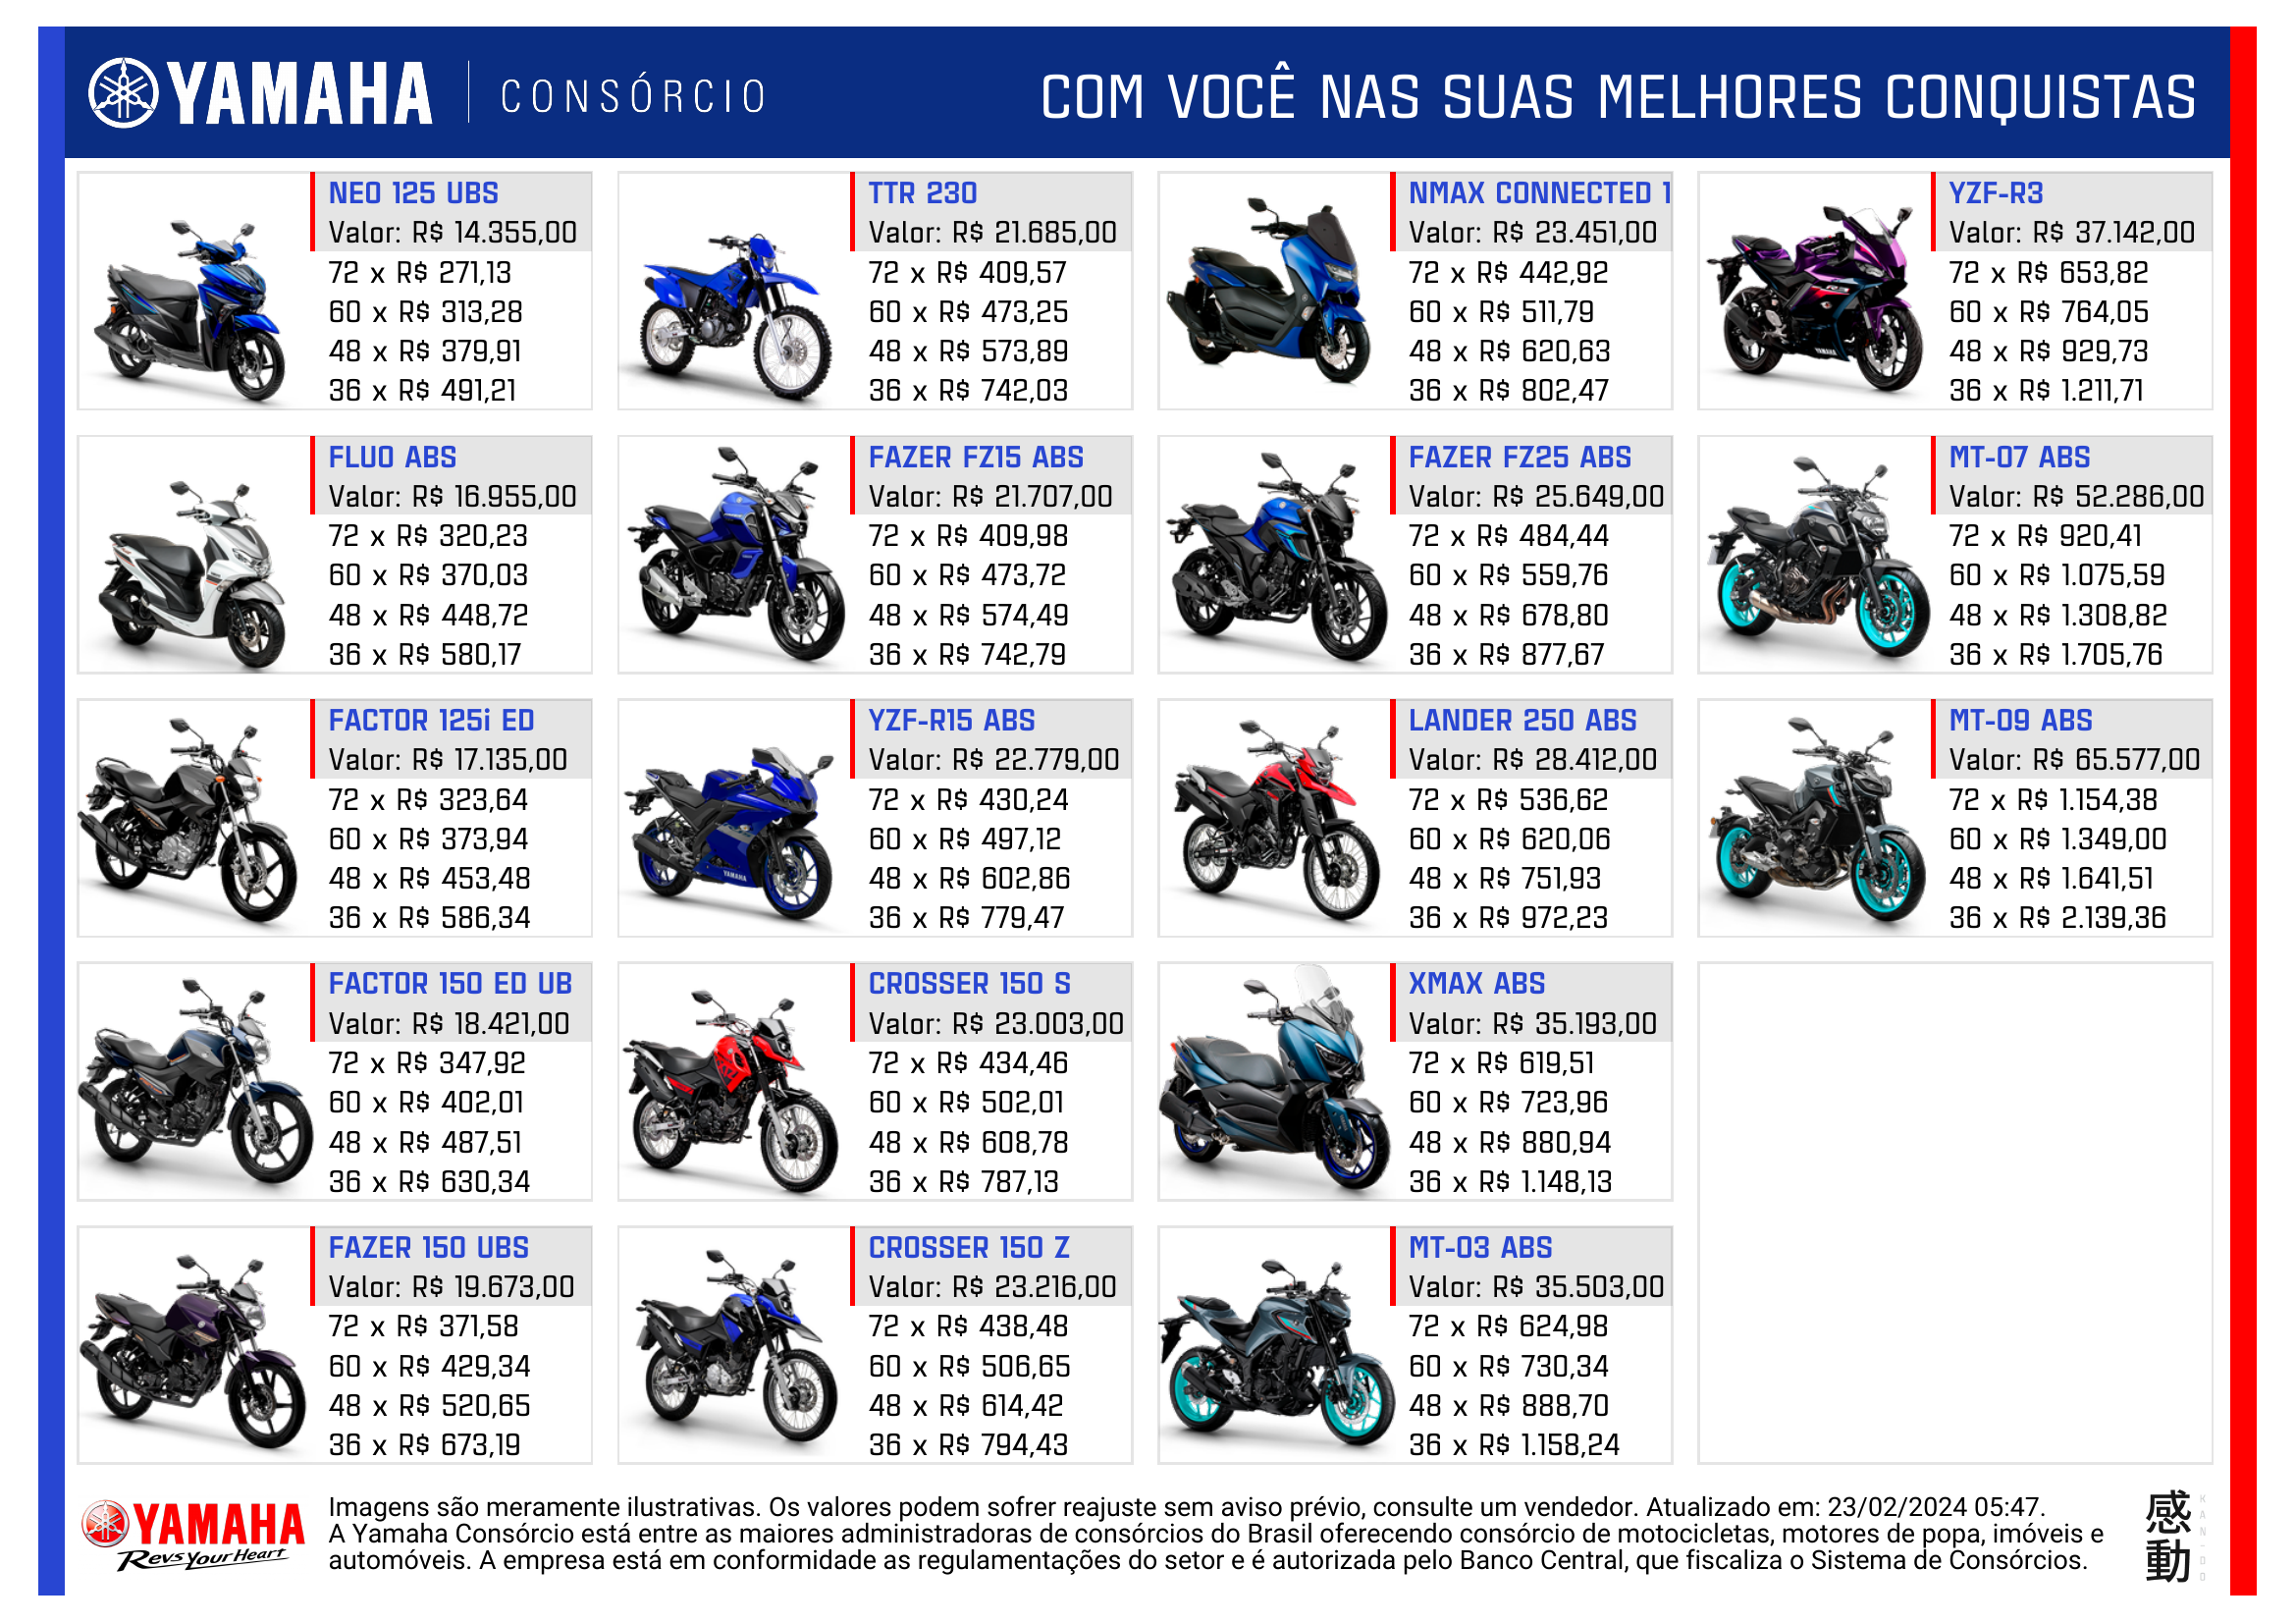 YAMAHA CONSÓRCIO
COM VOCÊ NAS SUAS MELHORES CONQUISTAS
NEO 125 UBS
Valor: R$ 14.355,00
72 x R$ 271,13
60 x R$ 313,28
48 x R$ 379,91
36 x R$ 491,21
TTR 230
Valor: R$ 21.685,00
72 x R$ 409,57
60 x R$ 473,25
48 x R$ 573,89
36 x R$ 742,03
NMAX CONNECTED 1
Valor: R$ 23.451,00
72 x R$ 442,92
60 x R$ 511,79
48 x R$ 620,63
36 x R$ 802,47
YZF-R3
Valor: R$ 37.142,00
72 x R$ 653,82
60 x R$ 764,05
48 x R$ 929,73
36 x R$ 1.211,71
FLUO ABS
Valor: R$ 16.955,00
72 x R$ 320,23
60 x R$ 370,03
48 x R$ 448,72
36 x R$ 580,17
FAZER FZ15 ABS
Valor: R$ 21.707,00
72 x R$ 409,98
60 x R$ 473,72
48 x R$ 574,49
36 x R$ 742,79
FAZER FZ25 ABS
Valor: R$ 25.649,00
72 x R$ 484,44
60 x R$ 559,76
48 x R$ 678,80
36 x R$ 877,67
MT-07 ABS
Valor: R$ 52.286,00
72 x R$ 920,41
60 x R$ 1.075,59
48 x R$ 1.308,82
36 x R$ 1.705,76
FACTOR 125i ED
Valor: R$ 17.135,00
72 x R$ 323,64
60 x R$ 373,94
48 x R$ 453,48
36 x R$ 586,34
YZF-R15 ABS
Valor: R$ 22.779,00
72 x R$ 430,24
60 x R$ 497,12
48 x R$ 602,86
36 x R$ 779,47
LANDER 250 ABS
Valor: R$ 28.412,00
72 x R$ 536,62
60 x R$ 620,06
48 x R$ 751,93
36 x R$ 972,23
MT-09 ABS
Valor: R$ 65.577,00
72 x R$ 1.154,38
60 x R$ 1.349,00
48 x R$ 1.641,51
36 x R$ 2.139,36
FACTOR 150 ED UB
Valor: R$ 18.421,00
72 x R$ 347,92
60 x R$ 402,01
48 x R$ 487,51
36 x R$ 630,34
CROSSER 150 S
Valor: R$ 23.003,00
72 x R$ 434,46
60 x R$ 502,01
48 x R$ 608,78
36 x R$ 787,13
XMAX ABS
Valor: R$ 35.193,00
72 x R$ 619,51
60 x R$ 723,96
48 x R$ 880,94
36 x R$ 1.148,13
FAZER 150 UBS
Valor: R$ 19.673,00
72 x R$ 371,58
60 x R$ 429,34
48 x R$ 520,65
36 x R$ 673,19
CROSSER 150 Z
Valor: R$ 23.216,00
72 x R$ 438,48
60 x R$ 506,65
48 x R$ 614,42
36 x R$ 794,43
MT-03 ABS
Valor: R$ 35.503,00
72 x R$ 624,98
60 x R$ 730,34
48 x R$ 888,70
36 x R$ 1.158,24
YAMAHA
Revs Your Heart
Imagens são meramente ilustrativas. Os valores podem sofrer reajuste sem aviso prévio, consulte um vendedor. Atualizado em: 23/02/2024 05:47.
A Yamaha Consórcio está entre as maiores administradoras de consórcios do Brasil oferecendo consórcio de motocicletas, motores de popa, imóveis e
automóveis. A empresa está em conformidade as regulamentações do setor e é autorizada pelo Banco Central, que fiscaliza o Sistema de Consórcios.
感動
KANDO